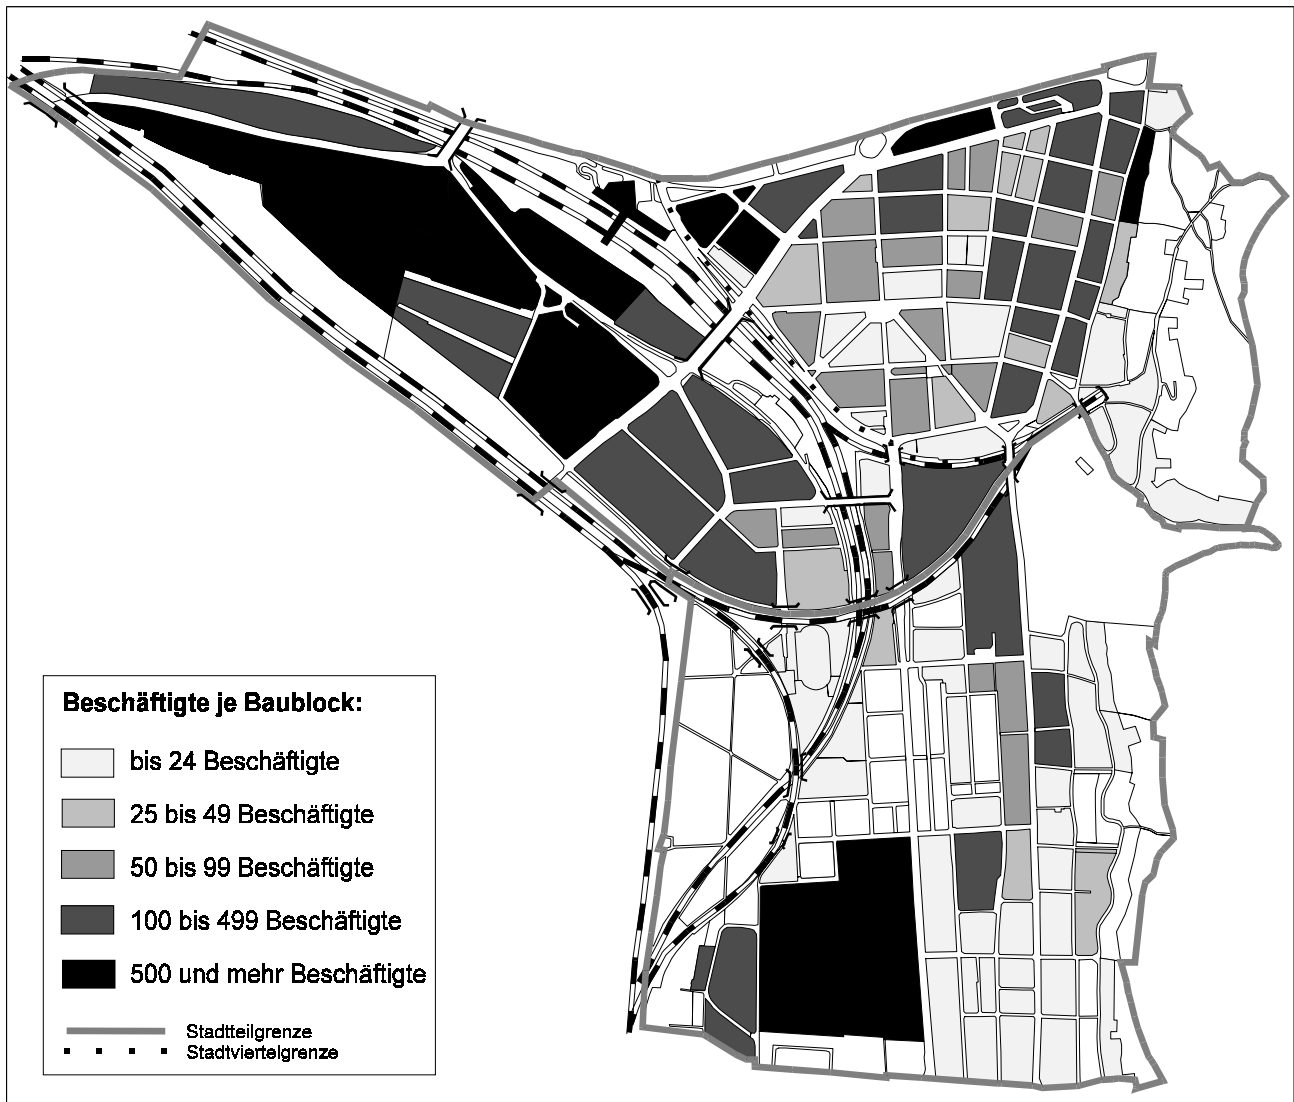 Beschäftigte je Baublock:
bis 24 Beschäftigte
25 bis 49 Beschäftigte
50 bis 99 Beschäftigte
100 bis 499 Beschäftigte
500 und mehr Beschäftigte
Stadtteilgrenze
Stadtviertelgrenze